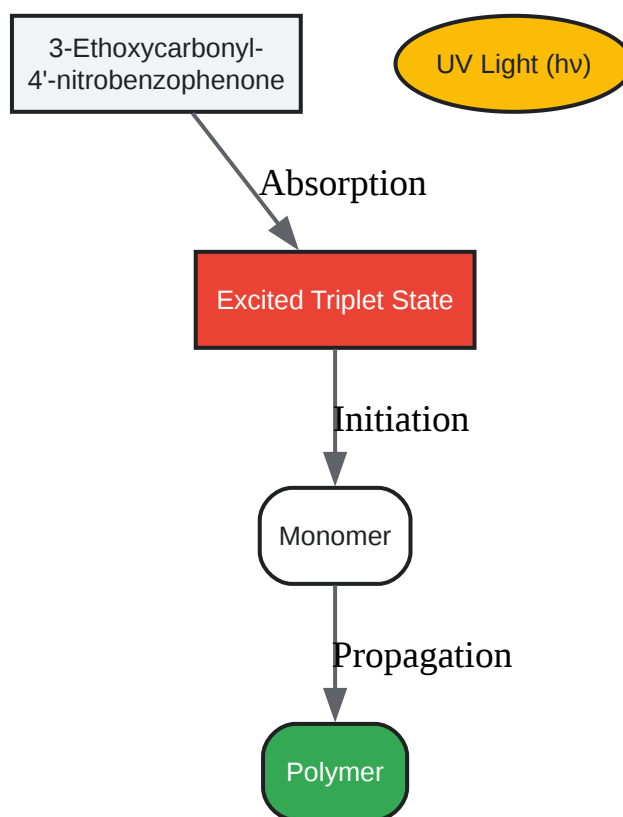 3-Ethoxycarbonyl-
4'-nitrobenzophenone
UV Light (hν)
Absorption
Excited Triplet State
Initiation
Monomer
Propagation
Polymer